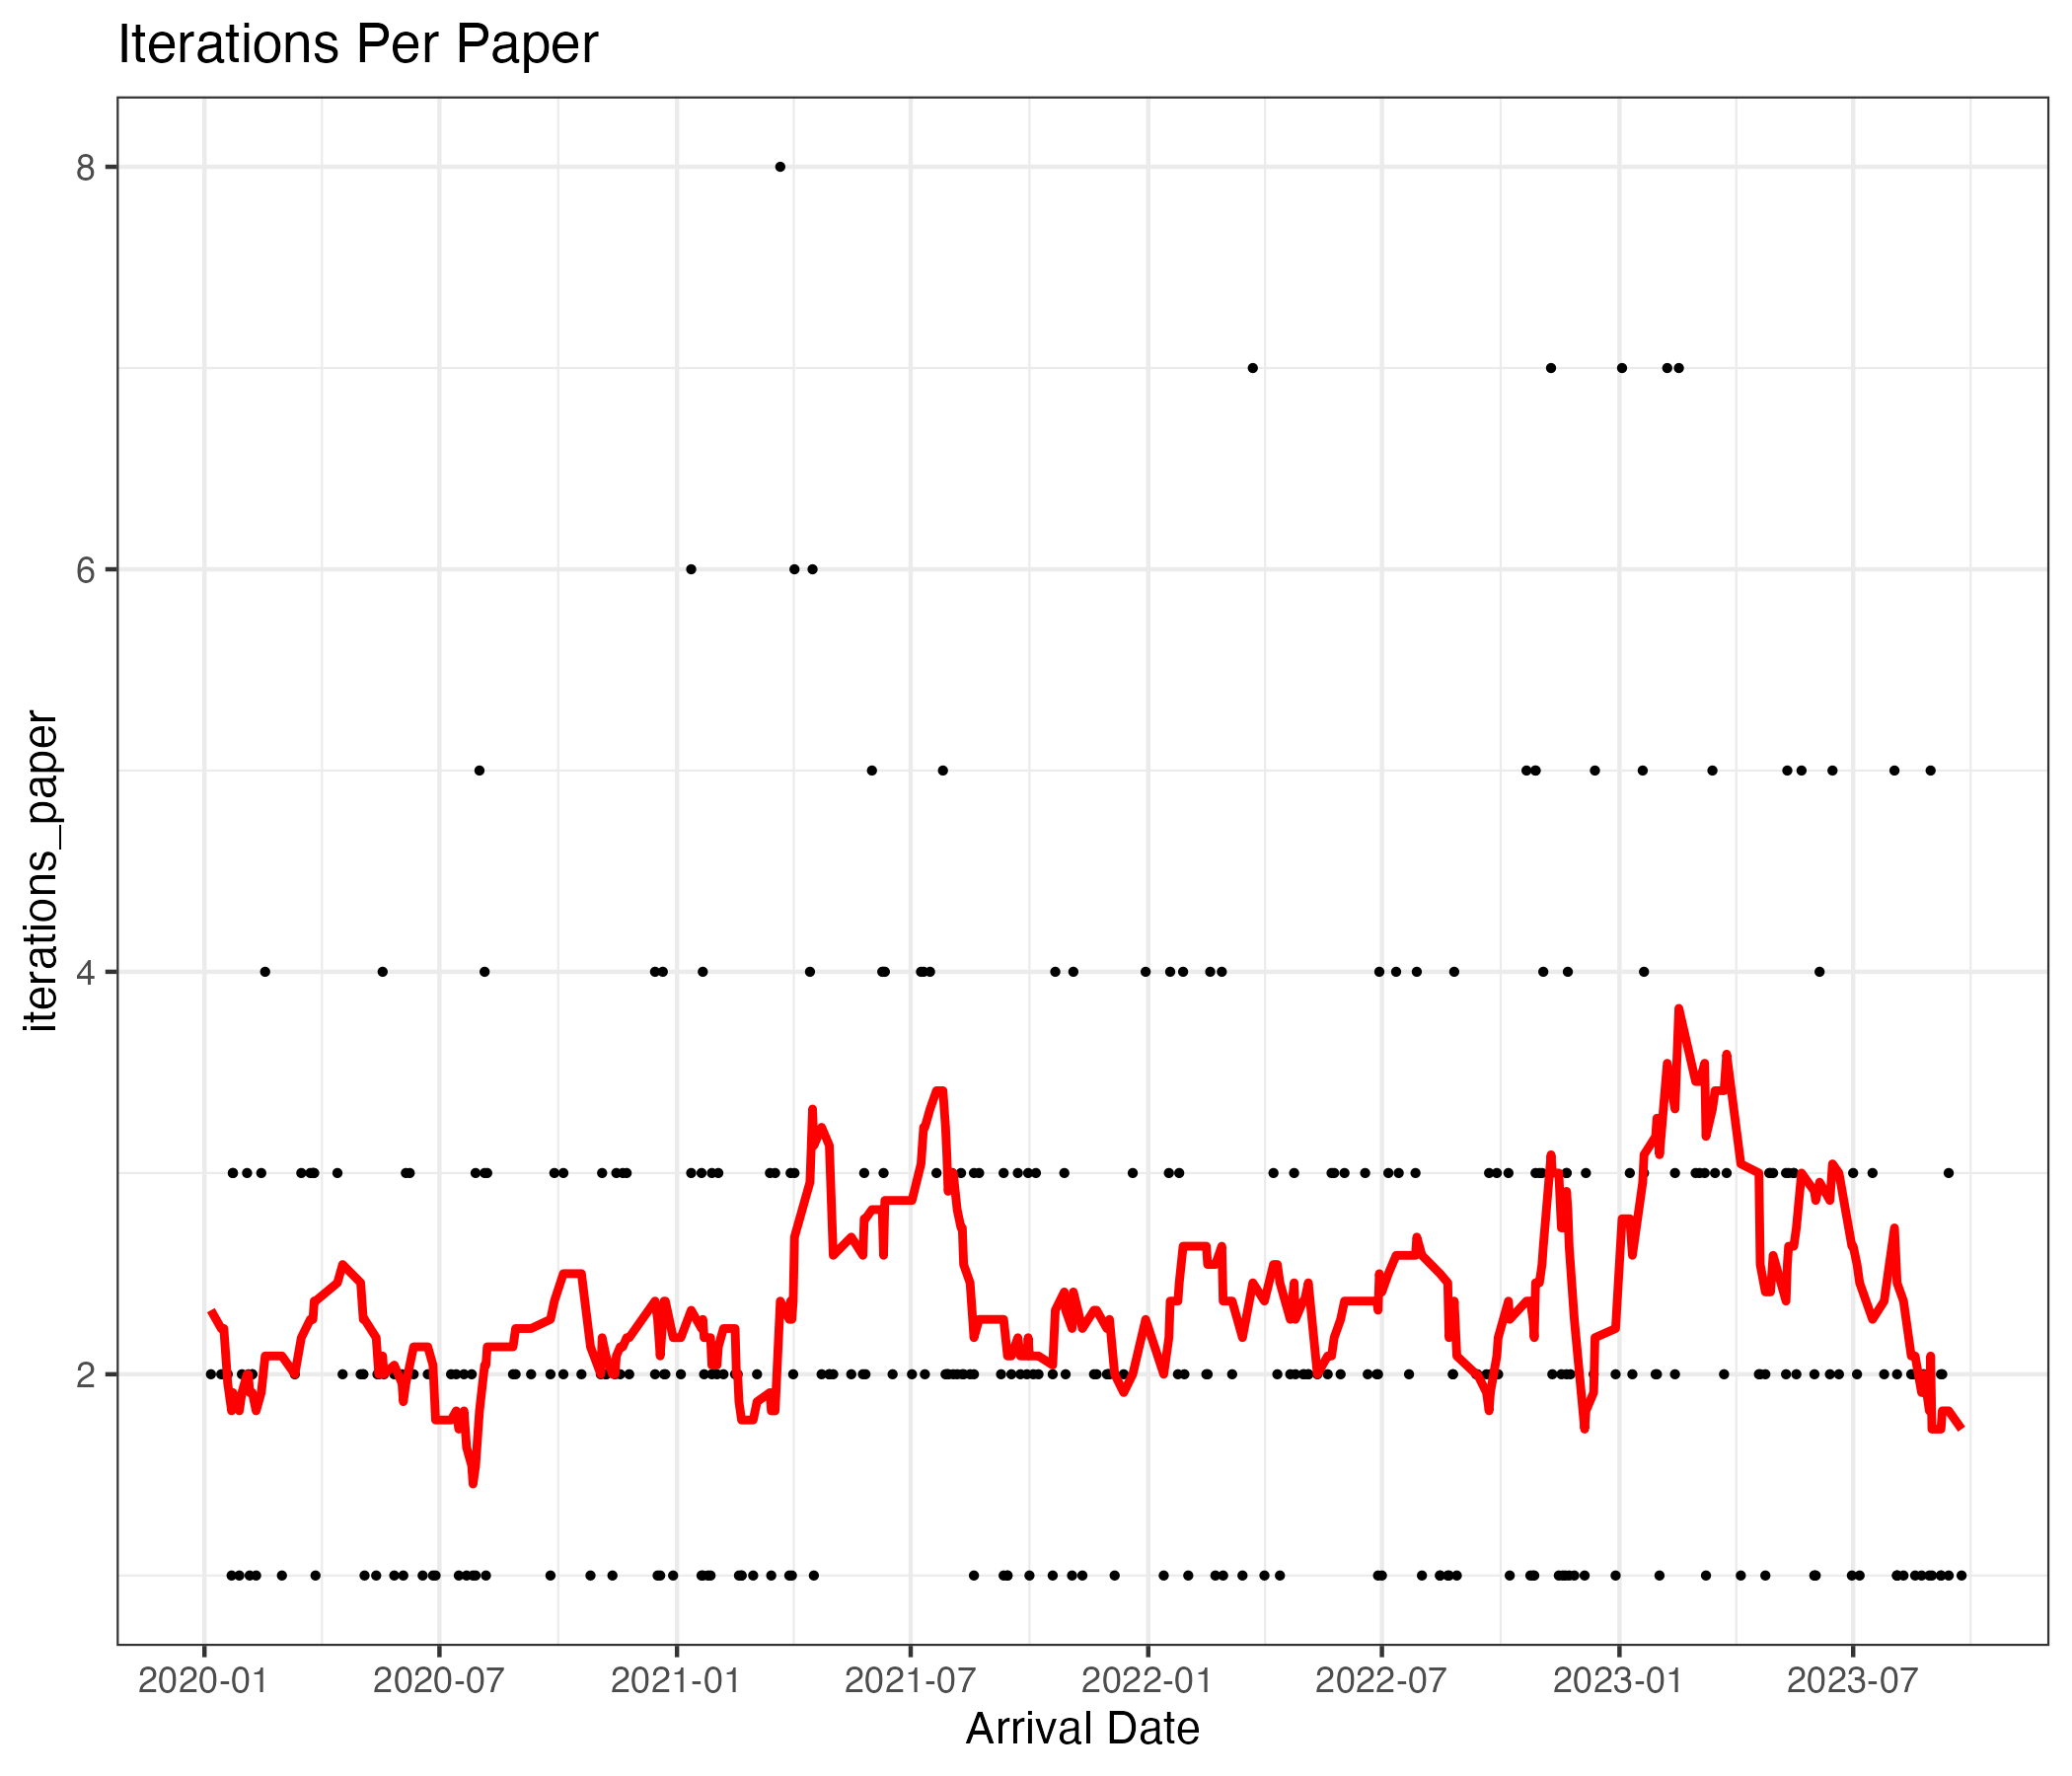 Iterations Per Paper
iterations_paper
8
6
4
2
2020-01 2020-07 2021-01 2021-07 2022-01 2022-07 2023-01 2023-07
Arrival Date